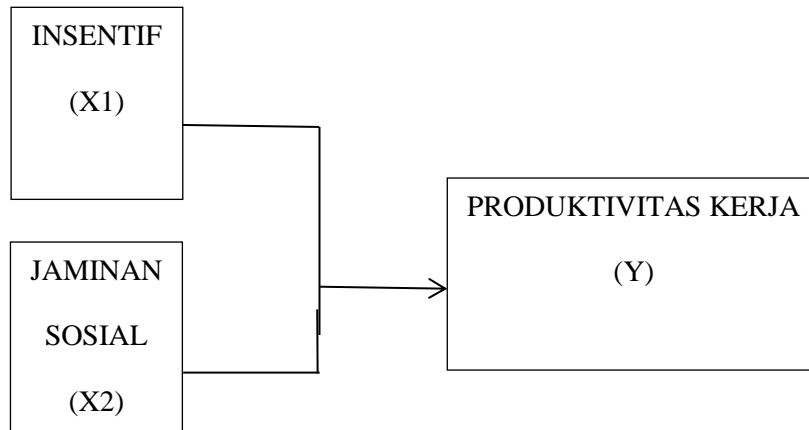 INSENTIF
(X1)
JAMINAN
SOSIAL
(X2)
PRODUKTIVITAS KERJA
(Y)